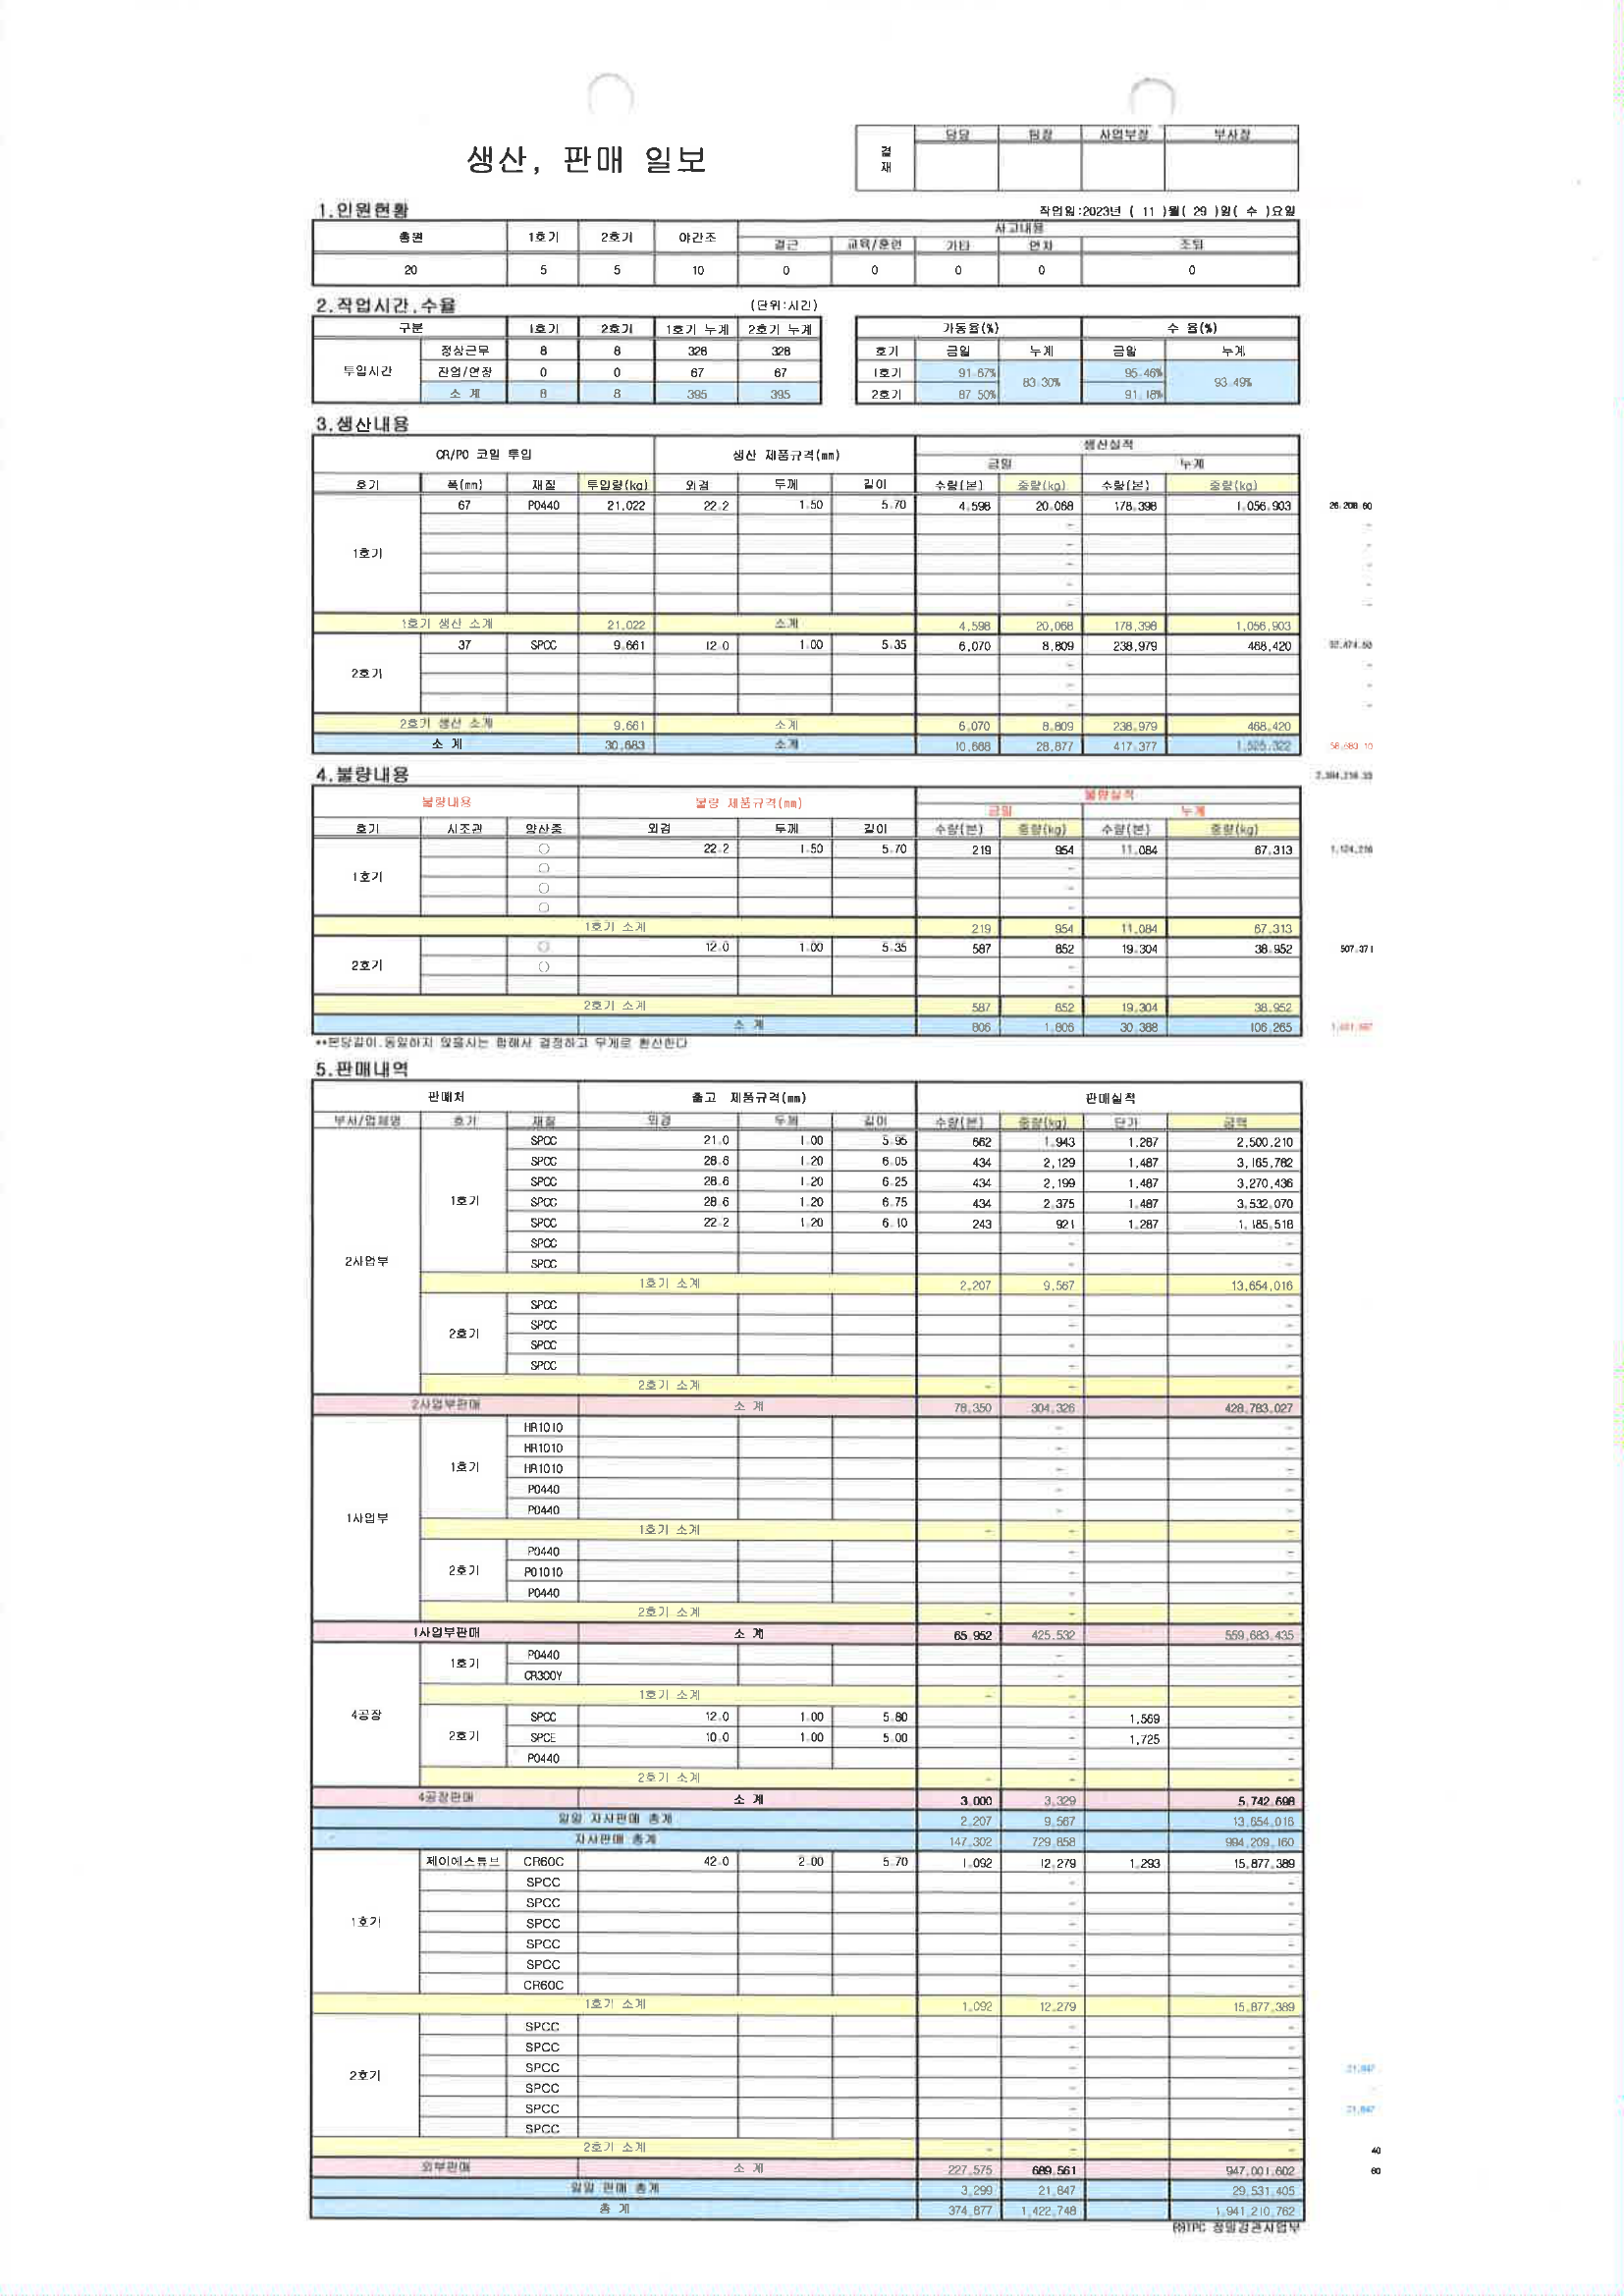 생산, 판매 일보
결재 담당 팀장 사업부장 부사장
1.인원현황 작업일:2023년 ( 11 )월( 29 )일( 수 )요일
총원 1호기 2호기 야간조 사고내용
결근 교육/훈련 기타 연차 조퇴
20 5 5 10 0 0 0 0 0
2.작업시간.수율 (단위:시간)
구분 1호기 2호기 1호기 누계 2호기 누계 가동율(%) 수 율(%)
투입시간 정상근무 8 8 328 328 호기 금일 누계 금일 누계
잔업/연장 0 0 67 67 1호기 91.67% 83.30% 95.46% 93.49%
소 계 8 8 395 395 2호기 87.50% 91.18%
3.생산내용
CR/PO 코일 투입 생산 제품규격(mm) 생산실적
금일 누계
호기 폭(mm) 재질 투입량(kg) 외경 두께 길이 수량(본) 중량(kg) 수량(본) 중량(kg)
1호기 67 PO440 21,022 22.2 1.50 5.70 4,598 20,068 178,398 1,056,903 26,208.60
1호기 생산 소계 21,022 소계 4,598 20,068 178,398 1,056,903
2호기 37 SPCC 9,661 12.0 1.00 5.35 6,070 8,809 238,979 468,420
2호기 생산 소계 9,661 소계 6,070 8,809 238,979 468,420
소 계 30,683 소계 10,668 28,877 417,377 1,525,322 58,683.10
4.불량내용
불량내용 불량 제품규격(mm) 불량실적
금일 누계
호기 시조관 양산중 외경 두께 길이 수량(본) 중량(kg) 수량(본) 중량(kg)
1호기 ○ 22.2 1.50 5.70 219 954 11,084 67,313 1,124,216
○ -
○ -
○ -
1호기 소계 219 954 11,084 67,313
2호기 ○ 12.0 1.00 5.35 587 852 19,304 38,952 507,371
○ -
2호기 소계 587 852 19,304 38,952
소 계 806 1,806 30,388 106,265
**본당길이.동일하지 않을시는 합해서 결정하고 무게로 환산한다
5.판매내역
판매처 출고 제품규격(mm) 판매실적
부서/업체명 호기 재질 외경 두께 길이 수량(본) 중량(kg) 단가 금액
2사업부 1호기 SPCC 21.0 1.00 5.95 662 1,943 1,287 2,500,210
SPCC 28.6 1.20 6.05 434 2,129 1,487 3,165,782
SPCC 28.6 1.20 6.25 434 2,199 1,487 3,270,436
SPCC 28.6 1.20 6.75 434 2,375 1,487 3,532,070
SPCC 22.2 1.20 6.10 243 921 1,287 1,185,518
SPCC - -
SPCC - -
1호기 소계 2,207 9,567 13,654,016
2호기 SPCC - -
SPCC - -
SPCC - -
SPCC - -
2호기 소계 - - -
2사업부판매 소 계 78,350 304,326 428,783,027
1사업부 1호기 HR1010 - -
HR1010 - -
HR1010 - -
PO440 - -
PO440 - -
1호기 소계 - - -
2호기 PO440 - -
PO1010 - -
PO440 - -
2호기 소계 - - -
1사업부판매 소 계 65,952 425,532 559,683,435
4공장 1호기 PO440 - -
CR300Y - -
1호기 소계 - - -
2호기 SPCC 12.0 1.00 5.80 - 1,569 -
SPCE 10.0 1.00 5.00 - 1,725 -
PO440 - -
2호기 소계 - - -
4공장판매 소 계 3,000 3,329 5,742,698
일일 자사판매 총계 2,207 9,567 13,654,016
자사판매 총계 147,302 729,858 994,209,160
1호기 제이에스튜브 CR60C 42.0 2.00 5.70 1,092 12,279 1,293 15,877,389
SPCC - -
SPCC - -
SPCC - -
SPCC - -
SPCC - -
CR60C - -
1호기 소계 1,092 12,279 15,877,389
2호기 SPCC - -
SPCC - -
SPCC - - 21,847
SPCC - -
SPCC - - 21,847
SPCC - -
2호기 소계 - - - 40
외부판매 소 계 227,575 689,561 947,001,602 60
일일 판매 총계 3,299 21,847 29,531,405
총 계 374,877 1,422,748 1,941,210,762
정밀강관사업부